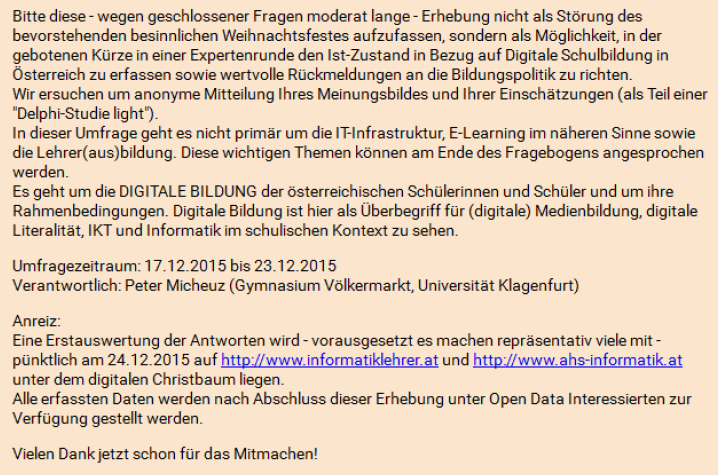 Bitte diese - wegen geschlossener Fragen moderat lange - Erhebung nicht als Störung des
bevorstehenden besinnlichen Weihnachtsfestes aufzufassen, sondern als Möglichkeit, in der
gebotenen Kürze in einer Expertenrunde den Ist-Zustand in Bezug auf Digitale Schulbildung in
Österreich zu erfassen sowie wertvolle Rückmeldungen an die Bildungspolitik zu richten.
Wir ersuchen um anonyme Mitteilung Ihres Meinungsbildes und Ihrer Einschätzungen (als Teil einer
"Delphi-Studie light").
In dieser Umfrage geht es nicht primär um die IT-Infrastruktur, E-Learning im näheren Sinne sowie
die Lehrer(aus)bildung. Diese wichtigen Themen können am Ende des Fragebogens angesprochen
werden.
Es geht um die DIGITALE BILDUNG der österreichischen Schülerinnen und Schüler und um ihre
Rahmenbedingungen. Digitale Bildung ist hier als Überbegriff für (digitale) Medienbildung, digitale
Literalität, IKT und Informatik im schulischen Kontext zu sehen.
Umfragezeitraum: 17.12.2015 bis 23.12.2015
Verantwortlich: Peter Micheuz (Gymnasium Völkermarkt, Universität Klagenfurt)
Anreiz:
Eine Erstauswertung der Antworten wird - vorausgesetzt es machen repräsentativ viele mit -
pünktlich am 24.12.2015 auf http://www.informatiklehrer.at und http://www.ahs-informatik.at
unter dem digitalen Christbaum liegen.
Alle erfassten Daten werden nach Abschluss dieser Erhebung unter Open Data Interessierten zur
Verfügung gestellt werden.
Vielen Dank jetzt schon für das Mitmachen!